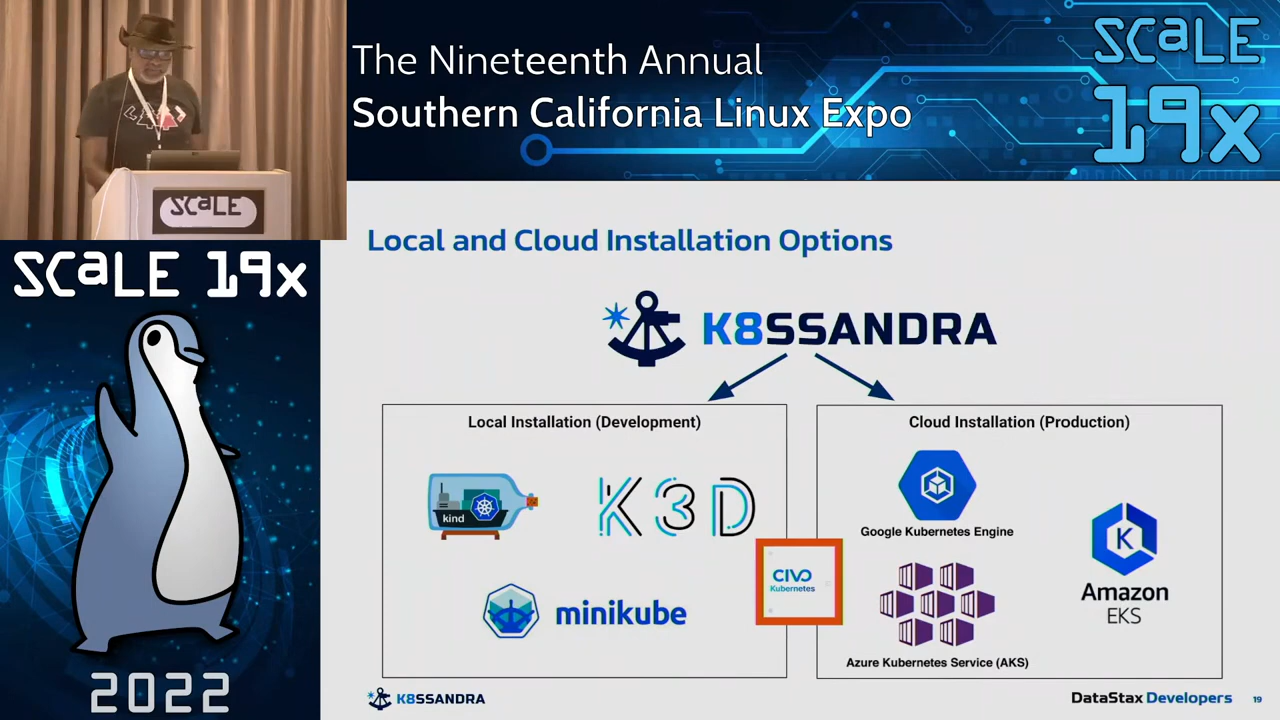 The Nineteenth Annual
Southern California Linux Expo
SCaLE
19x
SCaLE
SCaLE 19x
2022
Local and Cloud Installation Options
K8SSANDRA
Local Installation (Development)
kind
K3D
minikube
CIVO
Kubernetes
Cloud Installation (Production)
Google Kubernetes Engine
K
Amazon
EKS
Azure Kubernetes Service (AKS)
K8SSANDRA
DataStax Developers
19